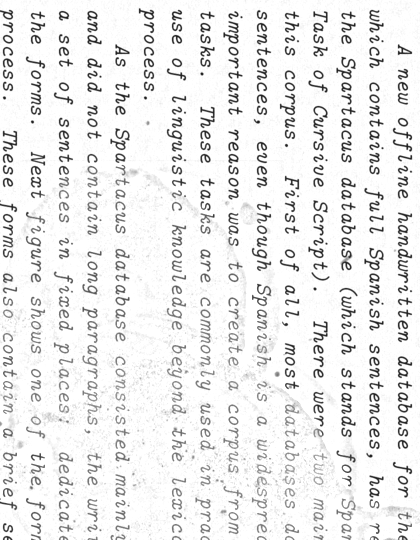 A new offline handwritten database for the
which contains full Spanish sentences, has re
the Spartacus database (which stands for Spar
Task of Cursive Script). There were two main
this corpus. First of all, most databases do
sentences, even though Spanish is a widesprea
important reason was to create a corpus from
tasks. These tasks are commonly used in prac
use of linguistic knowledge beyond the lexico
process.
As the Spartacus database consisted mainly
and did not contain long paragraphs, the writ
a set of sentences in fixed places: dedicate
the forms. Next figure shows one of the form
process. These forms also contain a brief se